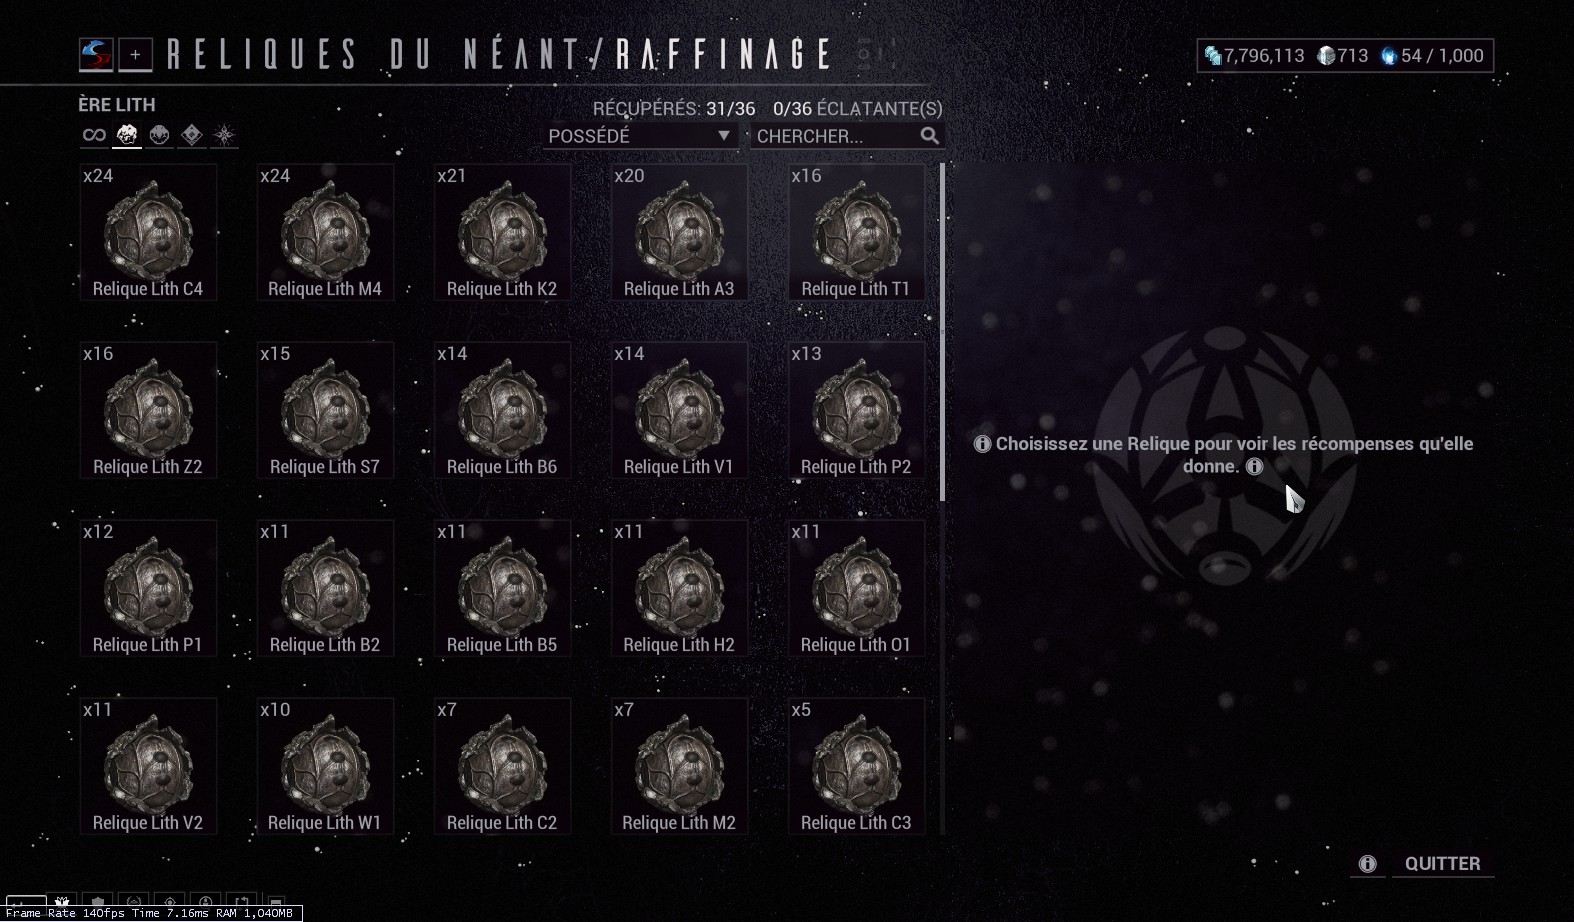 RELIQUES DU NÉANT/RAFFINAGE
7,796,113 713 54 / 1,000
ÈRE LITH
RÉCUPÉRÉS: 31/36 0/36 ÉCLATANTE(S)
POSSÉDÉ
CHERCHER...
x24
Relique Lith C4
x24
Relique Lith M4
x21
Relique Lith K2
x20
Relique Lith A3
x16
Relique Lith T1
x16
Relique Lith Z2
x15
Relique Lith S7
x14
Relique Lith B6
x14
Relique Lith V1
x13
Relique Lith P2
x12
Relique Lith P1
x11
Relique Lith B2
x11
Relique Lith B5
x11
Relique Lith H2
x11
Relique Lith O1
x11
Relique Lith V2
x10
Relique Lith W1
x7
Relique Lith C2
x7
Relique Lith M2
x5
Relique Lith C3
Choisissez une Relique pour voir les récompenses qu'elle
donne.
QUITTER
Frame Rate 140fps Time 7.16ms RAM 1,040MB